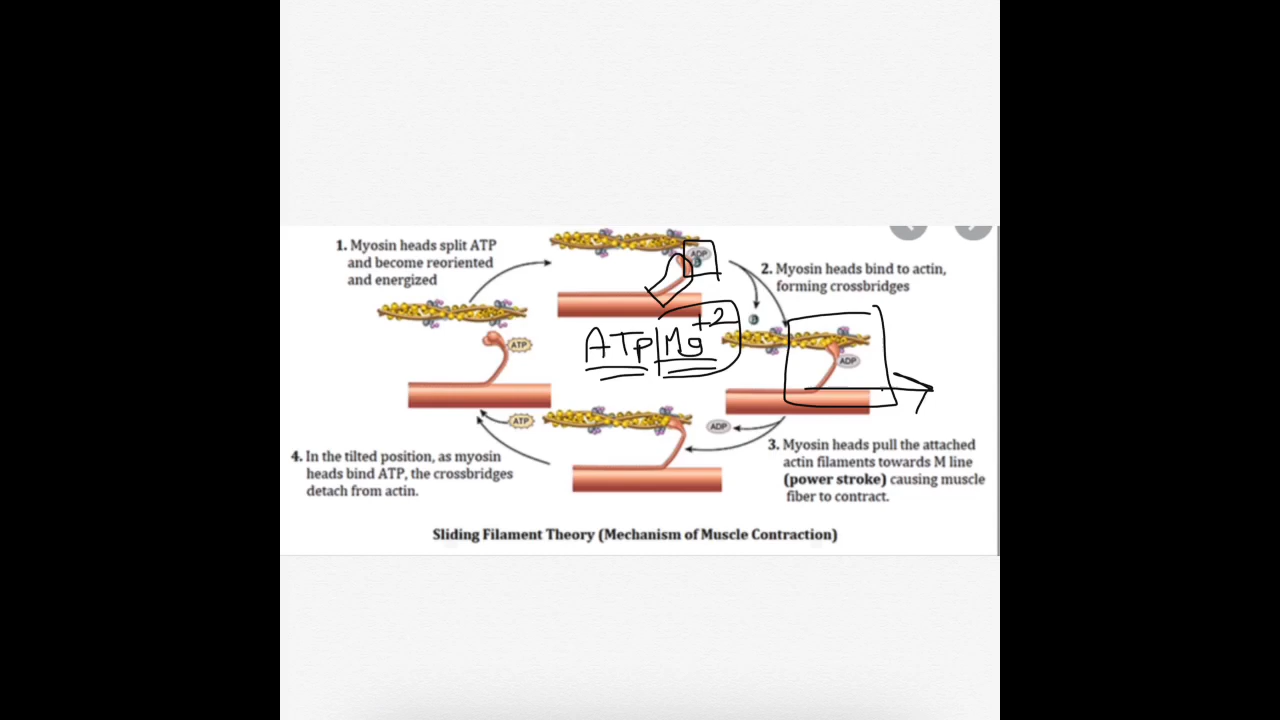 1. Myosin heads split ATP
and become reoriented
and energized
ADP
2. Myosin heads bind to actin,
forming crossbridges
ATP
ATP Mg+2
ADP
ATP
ADP
3. Myosin heads pull the attached
actin filaments towards M line
(power stroke) causing muscle
fiber to contract.
4. In the tilted position, as myosin
heads bind ATP, the crossbridges
detach from actin.
Sliding Filament Theory (Mechanism of Muscle Contraction)